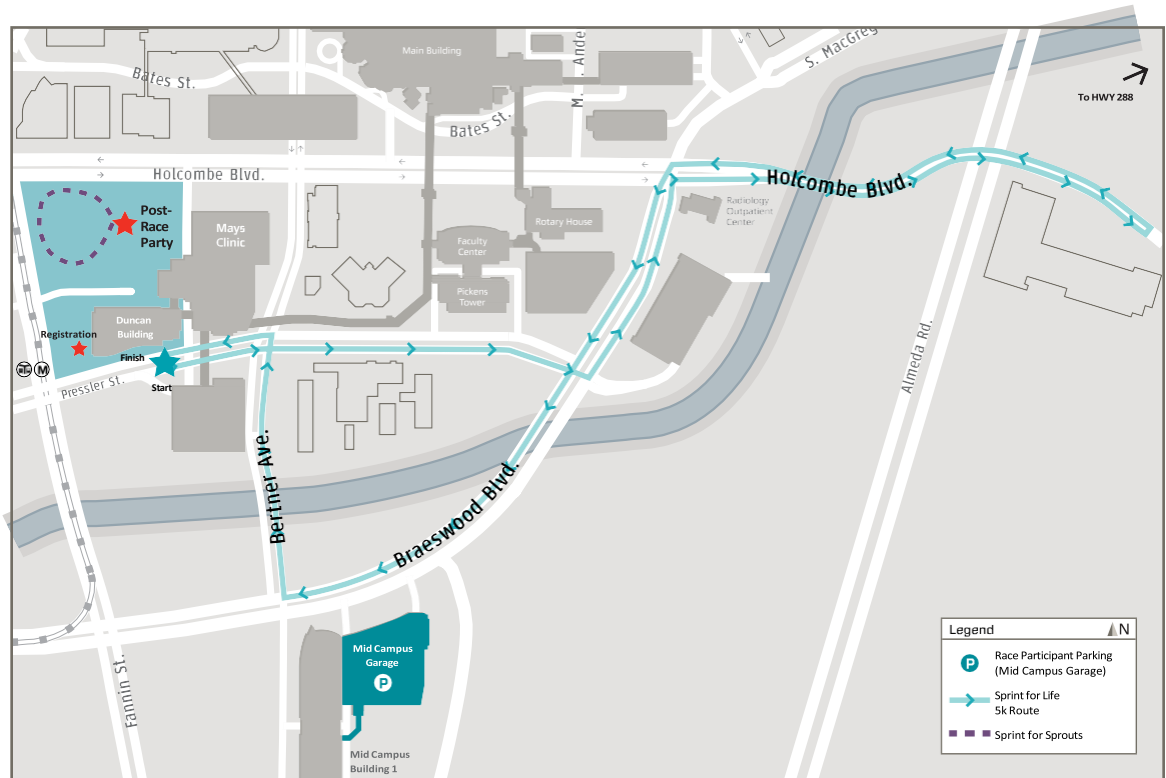 Main Building
M. Ande
S. MacGreg
Bates St.
Bates St.
To HWY 288
Holcombe Blvd.
Holcombe Blvd.
Post-
Race
Party
Mays
Clinic
Radiology
Outpatient
Center
Rotary House
Faculty
Center
Pickens
Tower
Duncan
Building
Registration
Finish
Start
M
Pressler St.
Almeda Rd.
Bertner Ave.
Braeswood Blvd.
Fannin St.
Mid Campus
Garage
P
Mid Campus
Building 1
Legend
N
P
Race Participant Parking
(Mid Campus Garage)
Sprint for Life
5k Route
Sprint for Sprouts